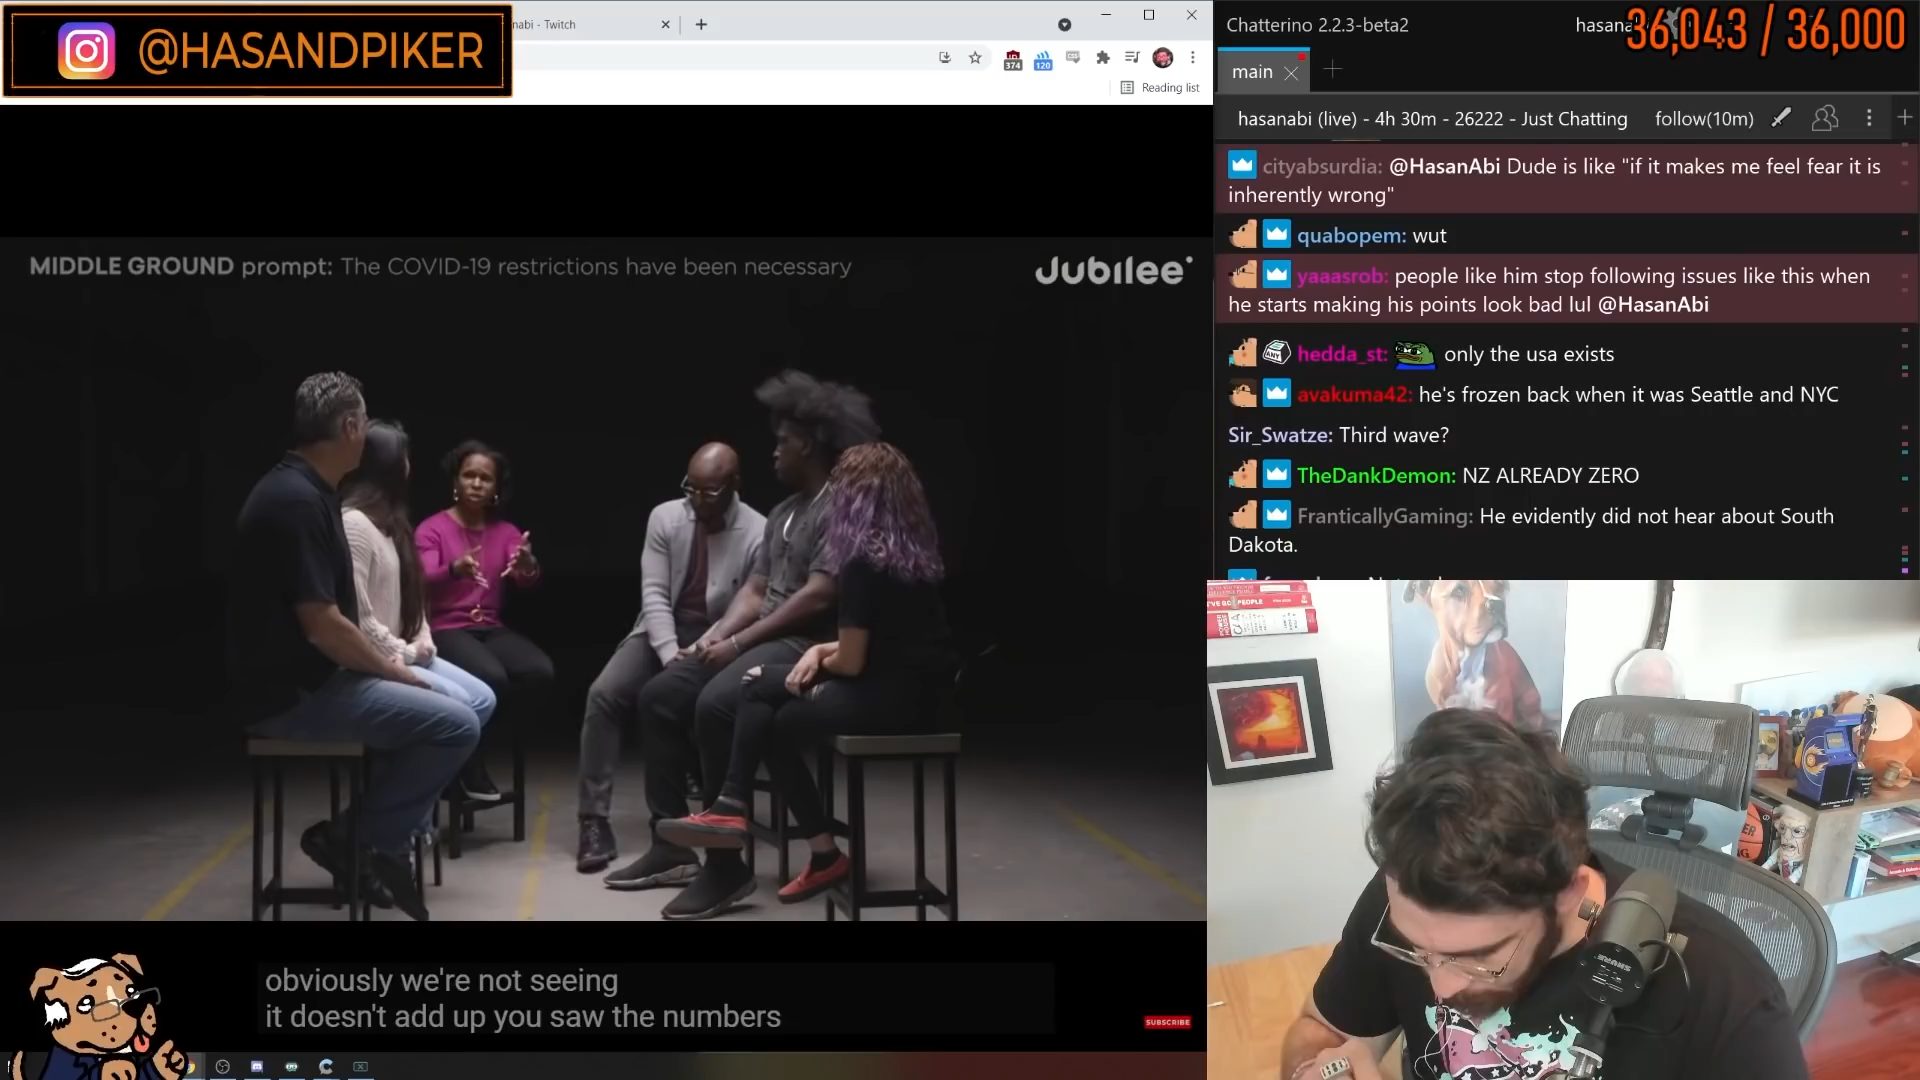 @HASANDPIKER
nabi - Twitch
374
120
Reading list
MIDDLE GROUND prompt: The COVID-19 restrictions have been necessary
Jubilee
obviously we're not seeing
it doesn't add up you saw the numbers
SUBSCRIBE
Chatterino 2.2.3-beta2
hasana
36,043 / 36,000
main
hasanabi (live) - 4h 30m - 26222 - Just Chatting
follow(10m)
cityabsurdia: @HasanAbi Dude is like "if it makes me feel fear it is
inherently wrong"
quabopem: wut
yaaasrob: people like him stop following issues like this when
he starts making his points look bad lul @HasanAbi
hedda_st: only the usa exists
avakuma42: he's frozen back when it was Seattle and NYC
Sir_Swatze: Third wave?
TheDankDemon: NZ ALREADY ZERO
FranticallyGaming: He evidently did not hear about South
Dakota.
PEOPLE
SHURE